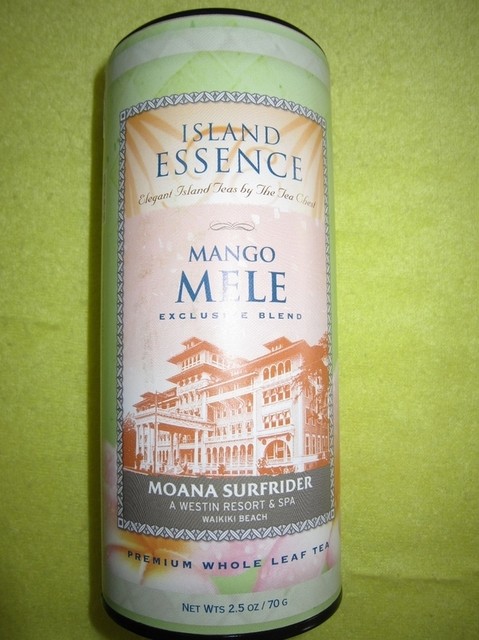 ISLAND
ESSENCE
Elegant Island Teas by The Tea Chest
MANGO
MELE
EXCLUSIVE BLEND
MOANA SURFRIDER
A WESTIN RESORT & SPA
WAIKIKI BEACH
PREMIUM WHOLE LEAF TEA
NET WTS 2.5 OZ / 70 G